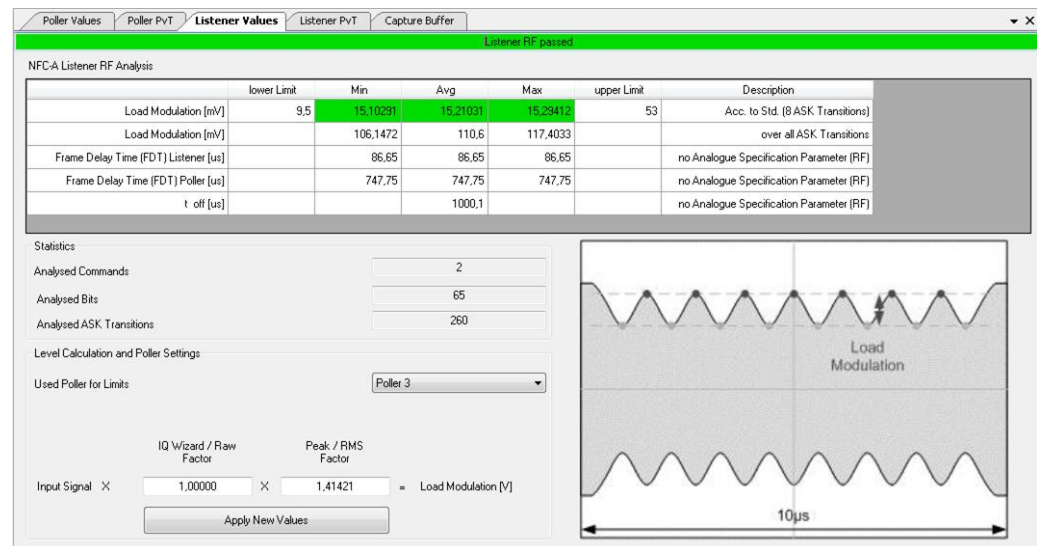 Poller Values Poller PvT Listener Values Listener PvT Capture Buffer
Listener RF passed
NFC-A Listener RF Analysis
lower Limit Min Avg Max upper Limit Description
Load Modulation [mV] 9,5 15,10291 15,21031 15,29412 53 Acc. to Std. (8 ASK Transitions)
Load Modulation [mV] 106,1472 110,6 117,4033 over all ASK Transitions
Frame Delay Time (FDT) Listener [us] 86,65 86,65 86,65 no Analogue Specification Parameter (RF)
Frame Delay Time (FDT) Poller [us] 747,75 747,75 747,75 no Analogue Specification Parameter (RF)
t off [us] 1000,1 no Analogue Specification Parameter (RF)
Statistics
Analysed Commands 2
Analysed Bits 65
Analysed ASK Transitions 260
Level Calculation and Poller Settings
Used Poller for Limits Poller 3
IQ Wizard / Raw
Factor
Peak / RMS
Factor
Input Signal X 1,00000 X 1,41421 = Load Modulation [V]
Apply New Values
Load
Modulation
10µs